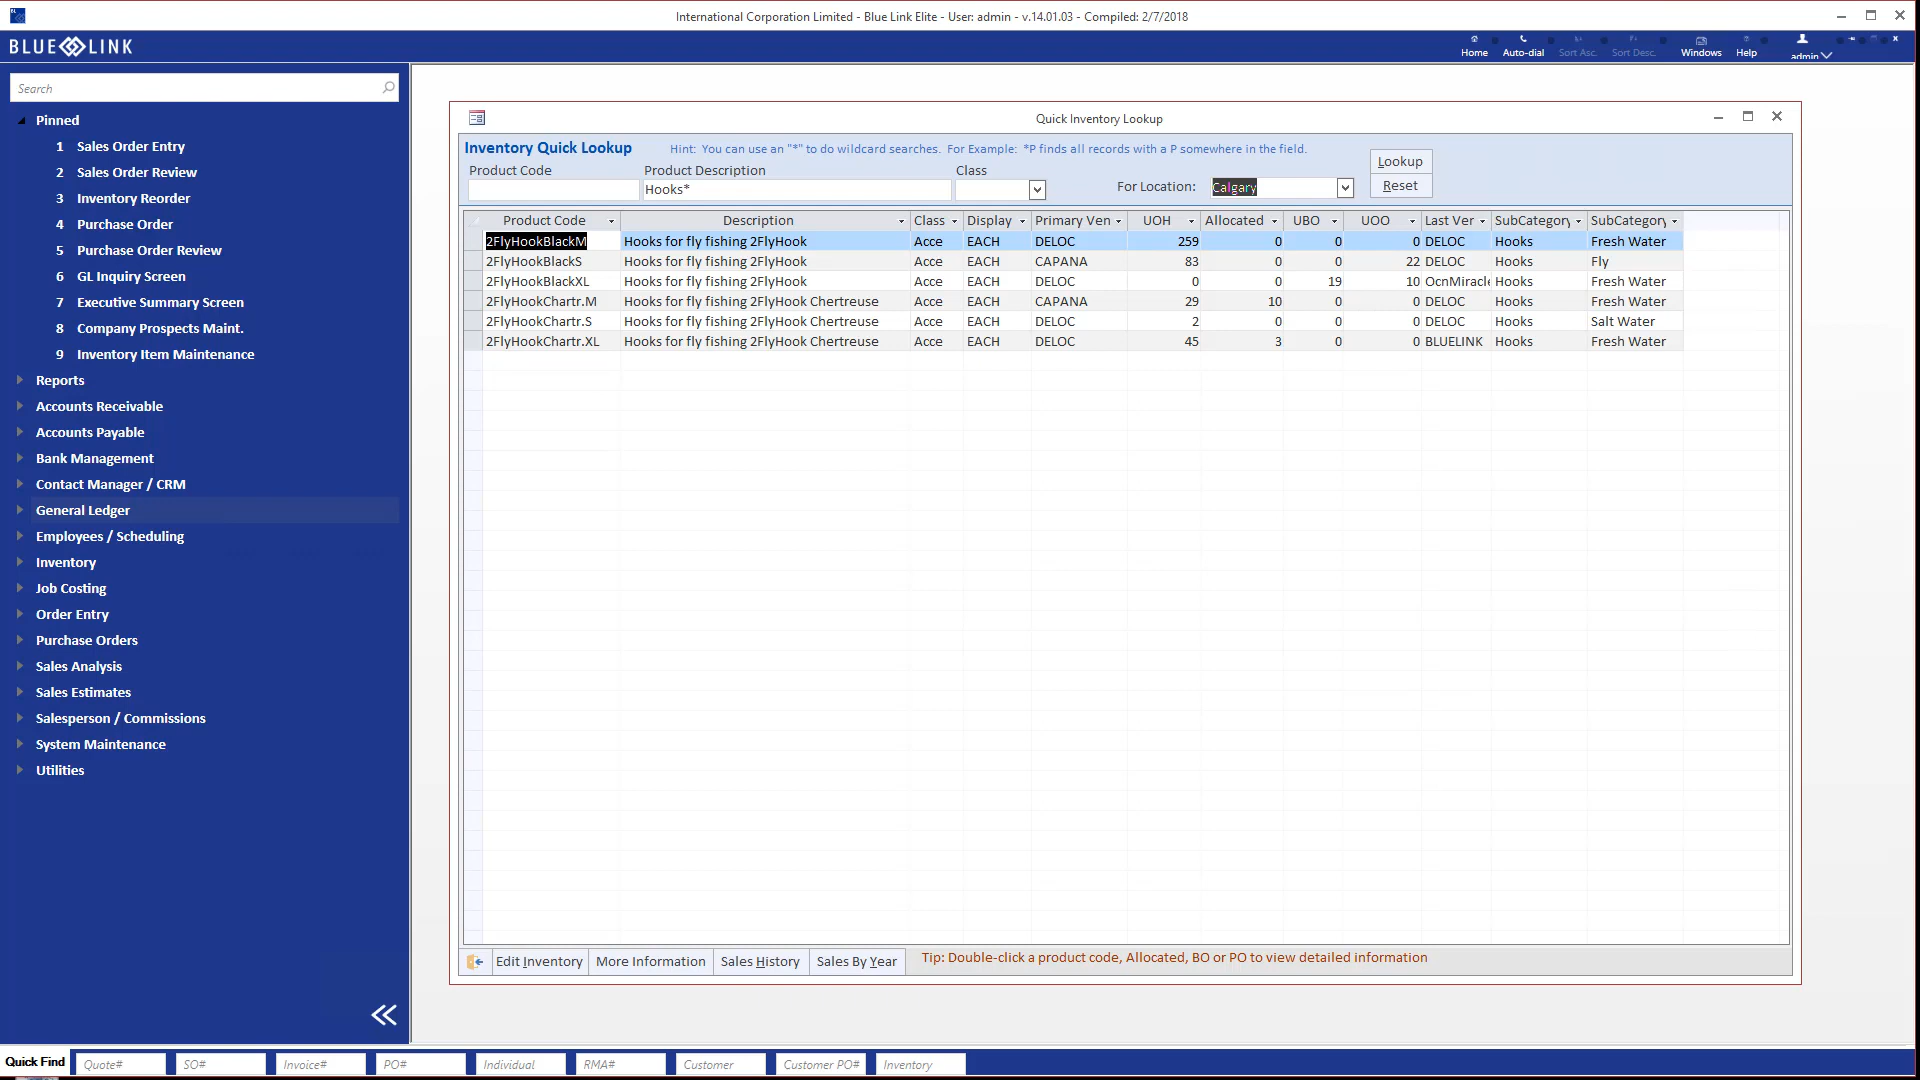 International Corporation Limited - Blue Link Elite - User: admin - v.14.01.03 - Compiled: 2/7/2018
BLUE LINK
Home Auto-dial Sort Asc. Sort Desc. Windows Help admin
Search
Pinned
1 Sales Order Entry
2 Sales Order Review
3 Inventory Reorder
4 Purchase Order
5 Purchase Order Review
6 GL Inquiry Screen
7 Executive Summary Screen
8 Company Prospects Maint.
9 Inventory Item Maintenance
Reports
Accounts Receivable
Accounts Payable
Bank Management
Contact Manager / CRM
General Ledger
Employees / Scheduling
Inventory
Job Costing
Order Entry
Purchase Orders
Sales Analysis
Sales Estimates
Salesperson / Commissions
System Maintenance
Utilities
Quick Inventory Lookup
Inventory Quick Lookup Hint: You can use an "*" to do wildcard searches. For Example: *P finds all records with a P somewhere in the field.
Product Code Product Description Class
Hooks* For Location: Calgary
Lookup
Reset
Product Code Description Class Display Primary Ven UOH Allocated UBO UOO Last Ver SubCategory SubCategory
2FlyHookBlackM Hooks for fly fishing 2FlyHook Acce EACH DELOC 259 0 0 0 DELOC Hooks Fresh Water
2FlyHookBlackS Hooks for fly fishing 2FlyHook Acce EACH CAPANA 83 0 0 22 DELOC Hooks Fly
2FlyHookBlackXL Hooks for fly fishing 2FlyHook Acce EACH DELOC 0 0 19 10 OcnMiracle Hooks Fresh Water
2FlyHookChartr.M Hooks for fly fishing 2FlyHook Chertreuse Acce EACH CAPANA 29 10 0 0 DELOC Hooks Fresh Water
2FlyHookChartr.S Hooks for fly fishing 2FlyHook Chertreuse Acce EACH DELOC 2 0 0 0 DELOC Hooks Salt Water
2FlyHookChartr.XL Hooks for fly fishing 2FlyHook Chertreuse Acce EACH DELOC 45 3 0 0 BLUELINK Hooks Fresh Water
Edit Inventory More Information Sales History Sales By Year Tip: Double-click a product code, Allocated, BO or PO to view detailed information
Quick Find Quote# SO# Invoice# PO# Individual RMA# Customer Customer PO# Inventory